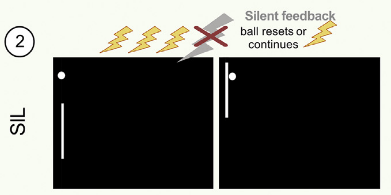 2
Silent feedback
ball resets or
continues
SIL